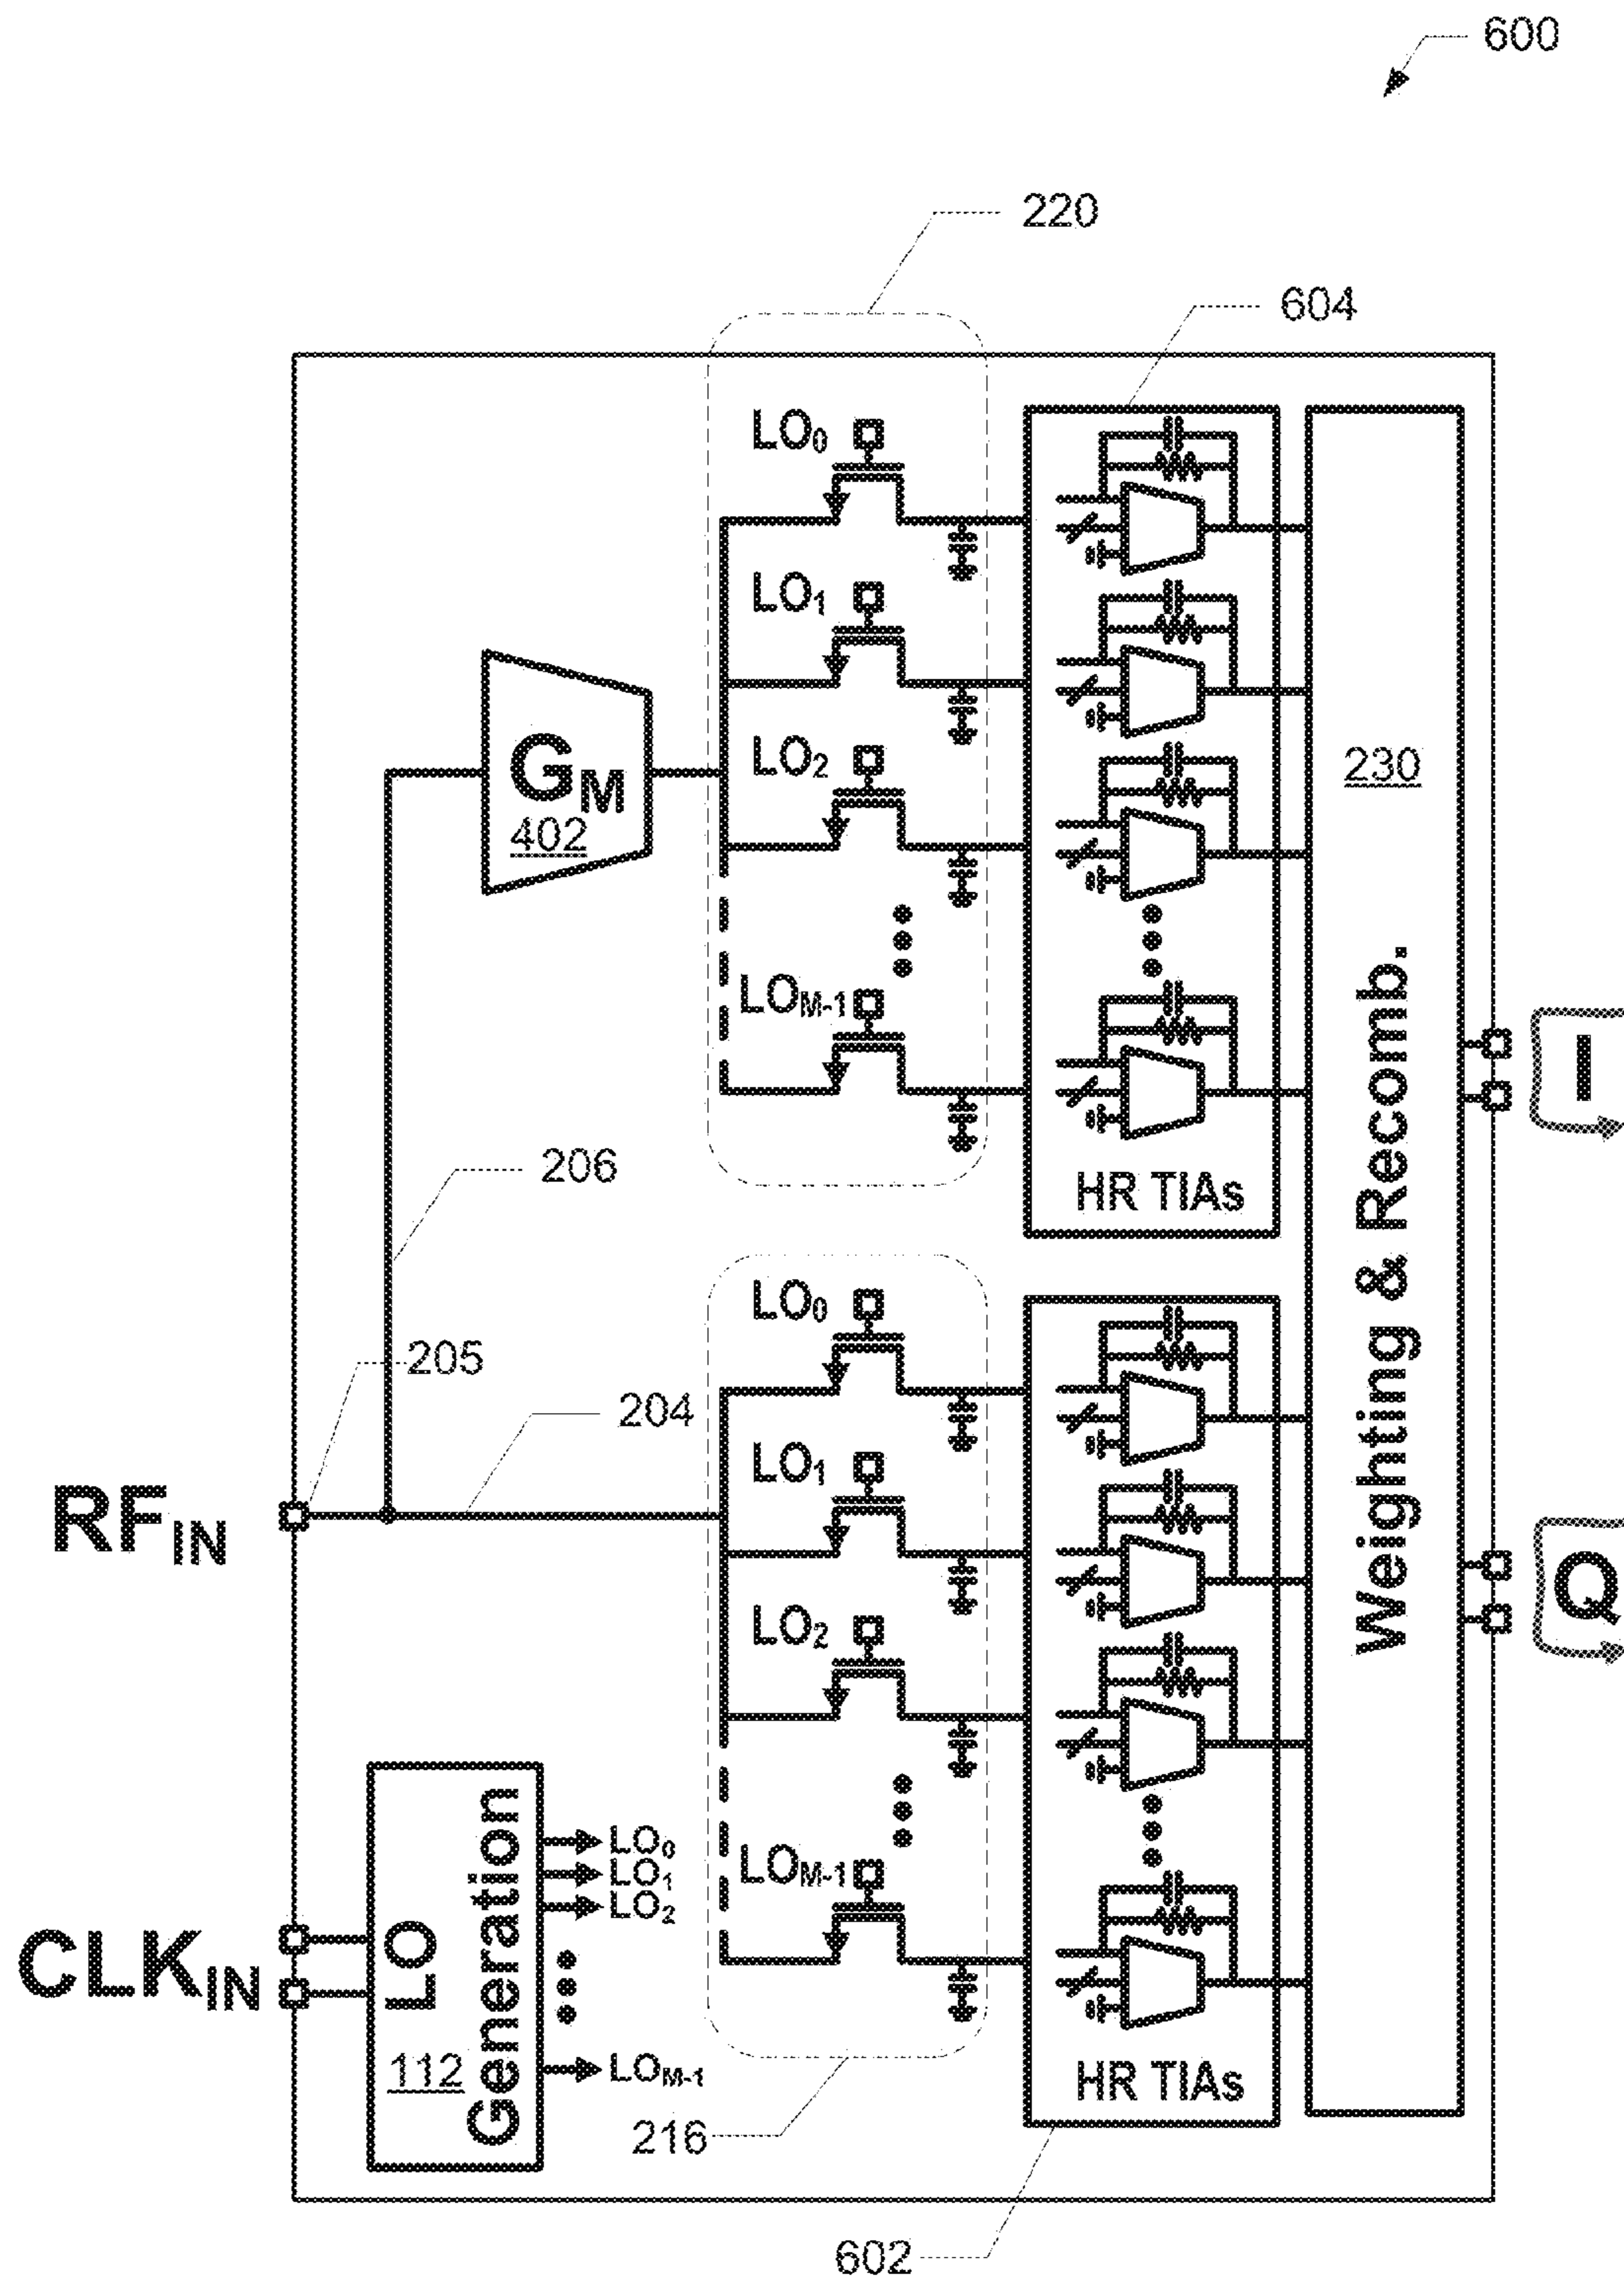 600
220
604
LO0
LO1
LO2
LOM-1
GM
402
HR TIAs
230
Weighting & Recomb.
I
206
205
204
RFIN
LO0
LO1
LO2
LOM-1
HR TIAs
Q
CLKIN
LO
Generation
112
LO0
LO1
LO2
LOM-1
216
602